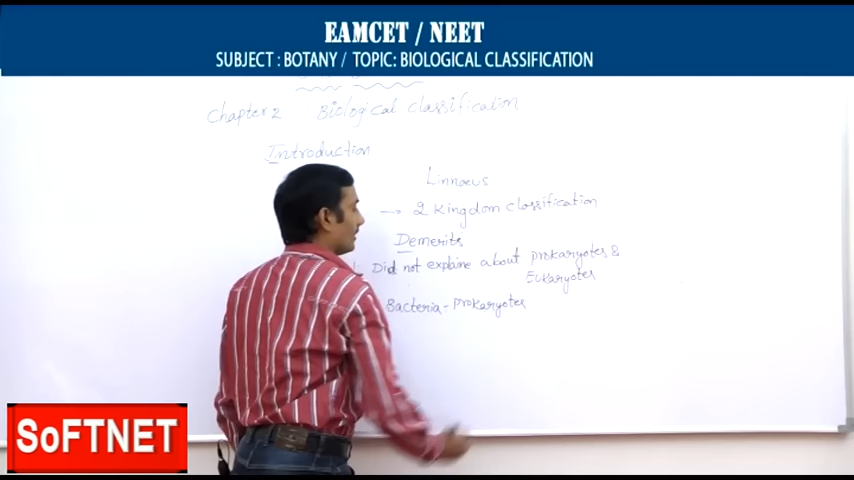 EAMCET / NEET
SUBJECT : BOTANY / TOPIC: BIOLOGICAL CLASSIFICATION
Chapter 2 Biological classification
Introduction
Linnaeus
→ 2 Kingdom classification
Demerits
1. Did not explaine about prokaryotes &
Eukaryotes
Bacteria - prokaryotes
SOFTNET